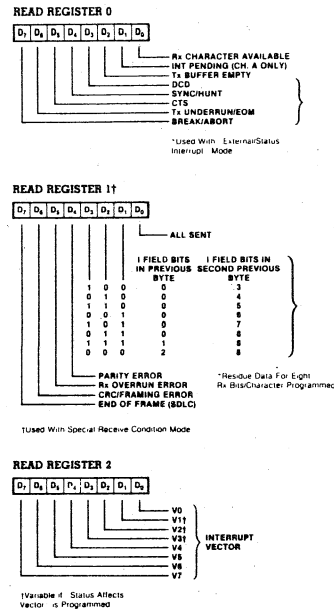 READ REGISTER 0
D7 D6 D5 D4 D3 D2 D1 D0
Rx CHARACTER AVAILABLE
INT PENDING (CH. A ONLY)
Tx BUFFER EMPTY
DCD
SYNC/HUNT
CTS
Tx UNDERRUN/EOM
BREAK/ABORT
*Used With External/Status
Interrupt Mode
READ REGISTER 1†
D7 D6 D5 D4 D3 D2 D1 D0
ALL SENT
I FIELD BITS I FIELD BITS IN
IN PREVIOUS SECOND PREVIOUS
BYTE BYTE
1 0 0 0 3
0 1 0 0 4
1 1 0 0 5
0 0 1 0 6
1 0 1 0 7
0 1 1 0 8
1 1 1 1 8
0 0 0 2 8
PARITY ERROR
Rx OVERRUN ERROR
CRC/FRAMING ERROR
END OF FRAME (SDLC)
*Residue Data For Eight
Rx Bits/Character Programmed
†Used With Special Receive Condition Mode
READ REGISTER 2
D7 D6 D5 D4 D3 D2 D1 D0
V0
V1†
V2†
V3†
V4
V5
V6
V7
INTERRUPT
VECTOR
†Variable if Status Affects
Vector is Programmed